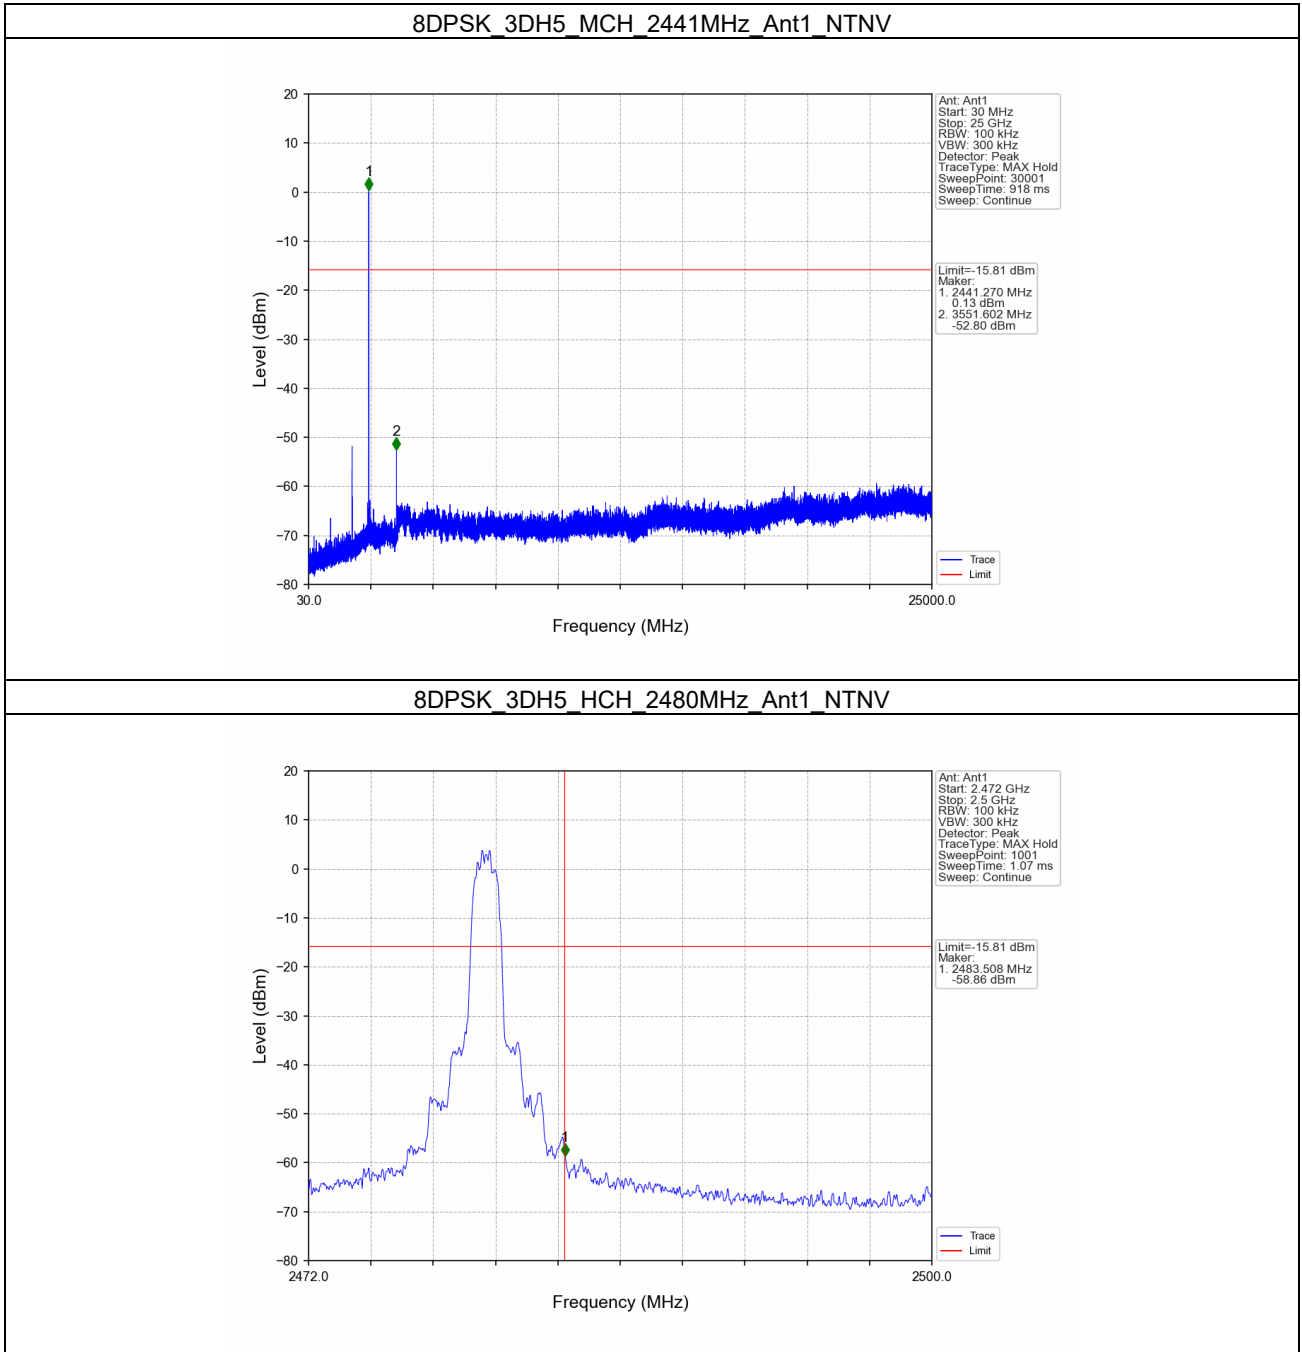 8DPSK_3DH5_MCH_2441MHz_Ant1_NTNV
20
10
0
−10
−20
−30
−40
−50
−60
−70
−80
Level (dBm)
1
2
30.0
25000.0
Frequency (MHz)
Ant: Ant1
Start: 30 MHz
Stop: 25 GHz
RBW: 100 kHz
VBW: 300 kHz
Detector: Peak
TraceType: MAX Hold
SweepPoint: 30001
SweepTime: 918 ms
Sweep: Continue
Limit=-15.81 dBm
Maker:
1. 2441.270 MHz
0.13 dBm
2. 3551.602 MHz
-52.80 dBm
Trace
Limit
8DPSK_3DH5_HCH_2480MHz_Ant1_NTNV
20
10
0
−10
−20
−30
−40
−50
−60
−70
−80
Level (dBm)
1
2472.0
2500.0
Frequency (MHz)
Ant: Ant1
Start: 2.472 GHz
Stop: 2.5 GHz
RBW: 100 kHz
VBW: 300 kHz
Detector: Peak
TraceType: MAX Hold
SweepPoint: 1001
SweepTime: 1.07 ms
Sweep: Continue
Limit=-15.81 dBm
Maker:
1. 2483.508 MHz
-58.86 dBm
Trace
Limit